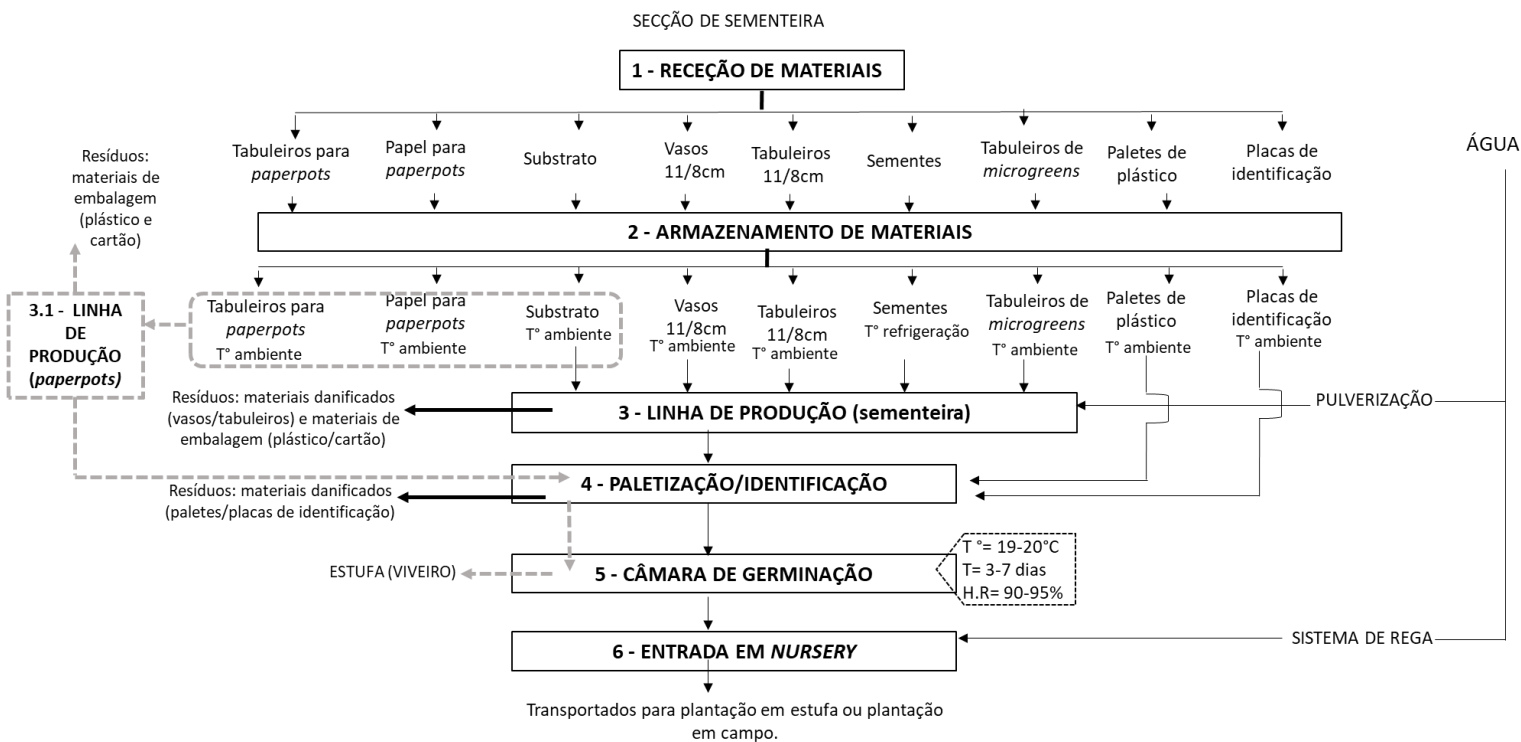 SECÇÃO DE SEMENTEIRA
1 - RECEÇÃO DE MATERIAIS
Tabuleiros para
paperpots
Papel para
paperpots
Substrato
Vasos
11/8cm
Tabuleiros
11/8cm
Sementes
Tabuleiros de
microgreens
Paletes de
plástico
Placas de
identificação
ÁGUA
Resíduos:
materiais de
embalagem
(plástico e
cartão)
2 - ARMAZENAMENTO DE MATERIAIS
3.1 - LINHA
DE
PRODUÇÃO
(paperpots)
Tabuleiros para
paperpots
T° ambiente
Papel para
paperpots
T° ambiente
Substrato
T° ambiente
Vasos
11/8cm
T° ambiente
Tabuleiros
11/8cm
T° ambiente
Sementes
T° refrigeração
Tabuleiros de
microgreens
T° ambiente
Paletes de
plástico
T° ambiente
Placas de
identificação
T° ambiente
Resíduos: materiais danificados
(vasos/tabuleiros) e materiais de
embalagem (plástico/cartão)
3 - LINHA DE PRODUÇÃO (sementeira)
PULVERIZAÇÃO
Resíduos: materiais danificados
(paletes/placas de identificação)
4 - PALETIZAÇÃO/IDENTIFICAÇÃO
ESTUFA (VIVEIRO)
5 - CÂMARA DE GERMINAÇÃO
T °= 19-20°C
T= 3-7 dias
H.R= 90-95%
6 - ENTRADA EM NURSERY
SISTEMA DE REGA
Transportados para plantação em estufa ou plantação
em campo.